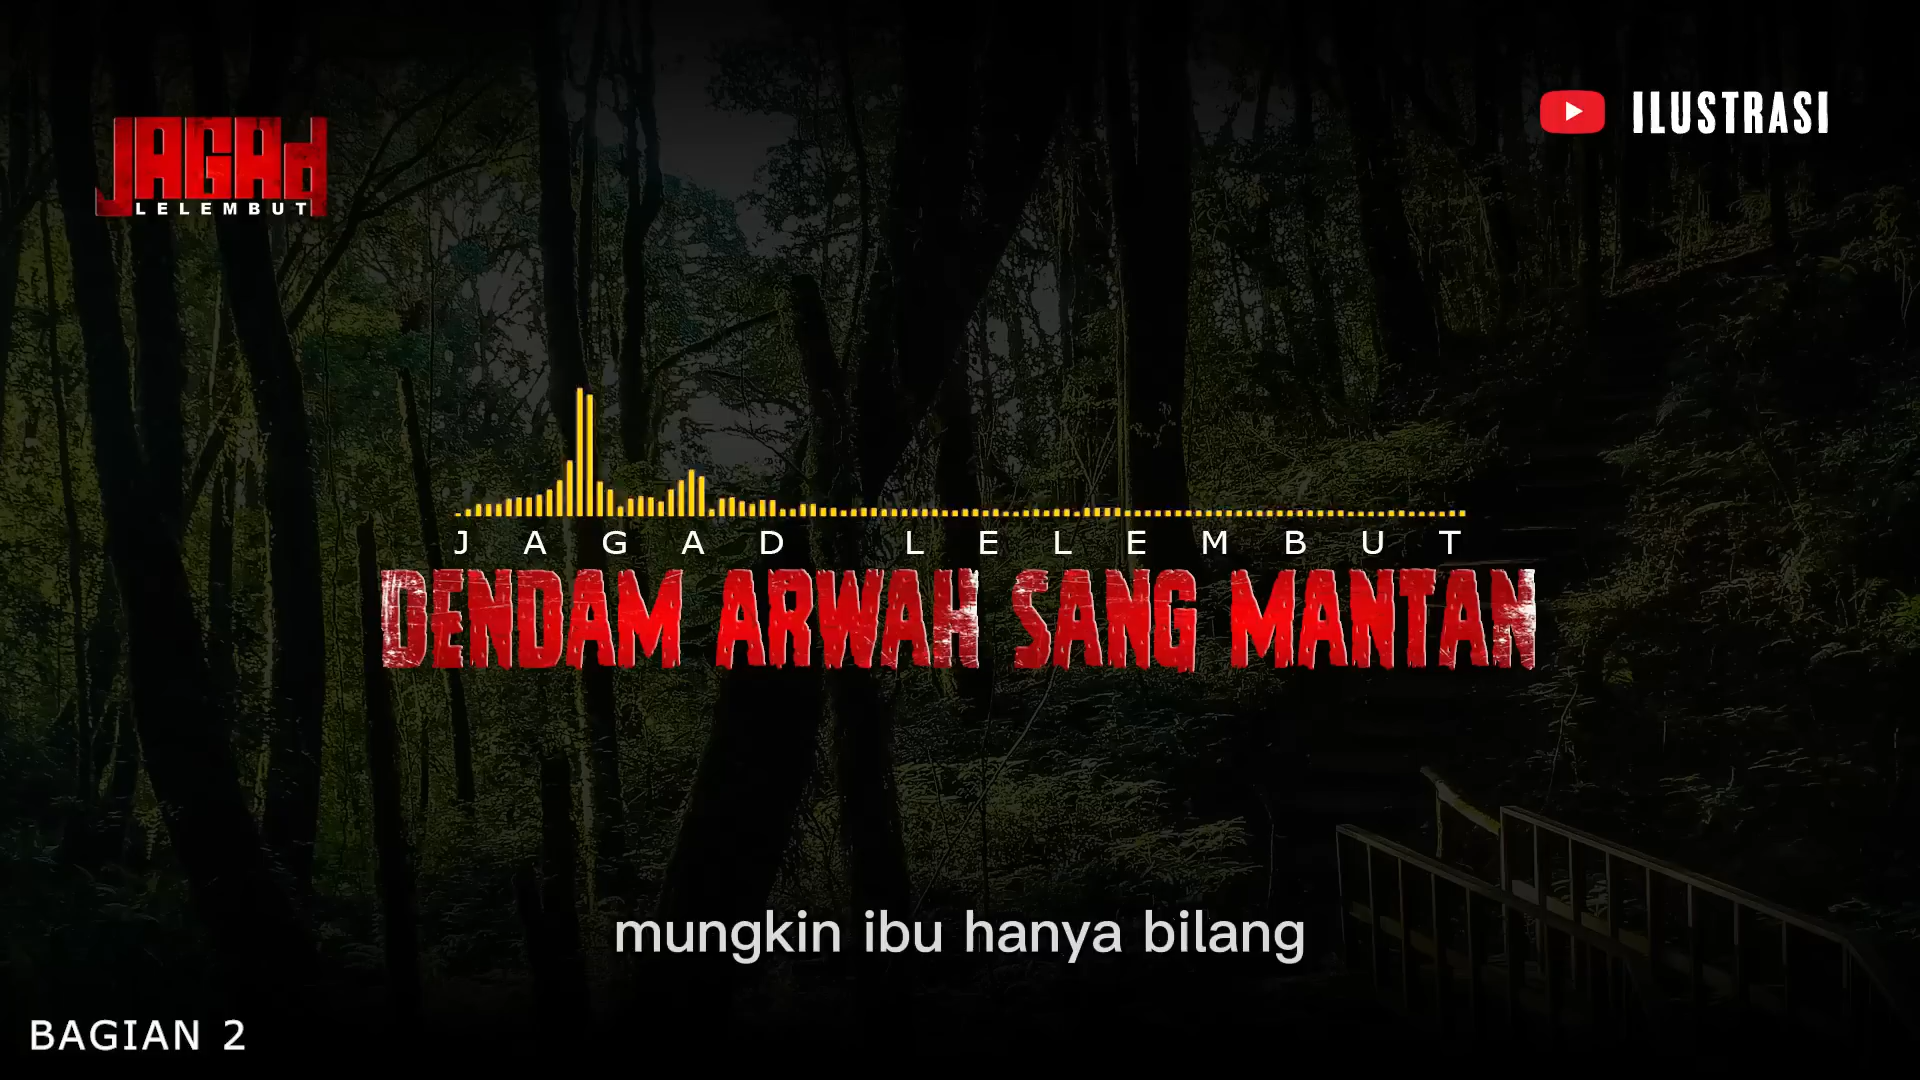 JAGAd
LELEMBUT
ILUSTRASI
JAGAD LELEMBUT
DENDAM ARWAH SANG MANTAN
mungkin ibu hanya bilang
BAGIAN 2